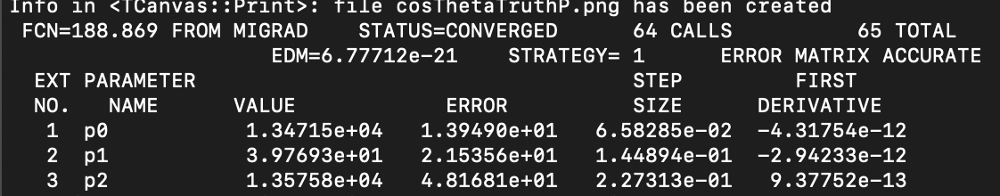 Info in <TCanvas::Print>: file cosThetaTruthP.png has been created
FCN=188.869 FROM MIGRAD    STATUS=CONVERGED      64 CALLS          65 TOTAL
EDM=6.77712e-21    STRATEGY= 1      ERROR MATRIX ACCURATE
EXT PARAMETER                                   STEP         FIRST
NO.   NAME      VALUE            ERROR          SIZE      DERIVATIVE
1  p0           1.34715e+04   1.39490e+01   6.58285e-02  -4.31754e-12
2  p1           3.97693e+01   2.15356e+01   1.44894e-01  -2.94233e-12
3  p2           1.35758e+04   4.81681e+01   2.27313e-01   9.37752e-13